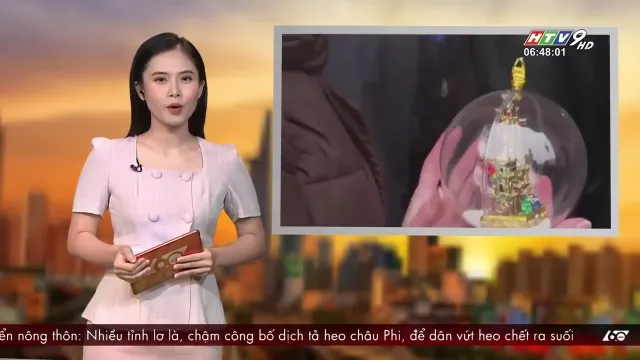 HTV9 HD
06:48:01
ển nông thôn: Nhiều tỉnh lơ là, chậm công bố dịch tả heo châu Phi, để dân vứt heo chết ra suối
60